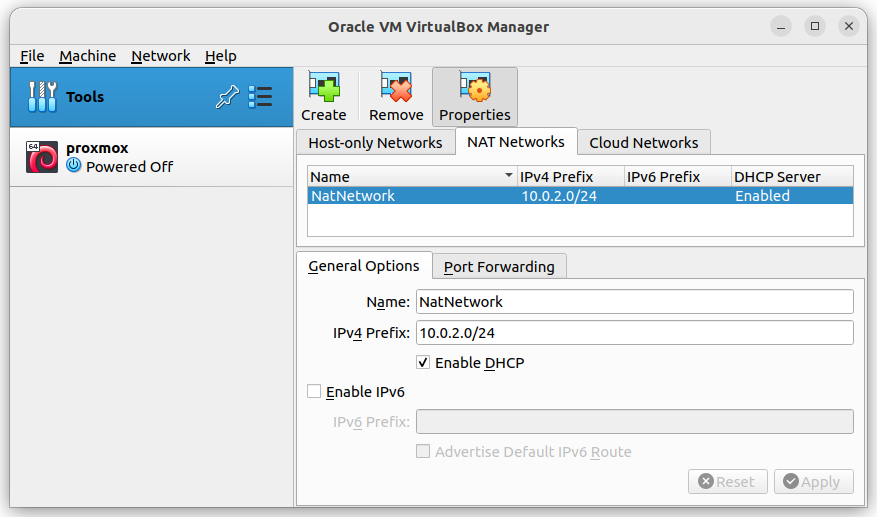 Oracle VM VirtualBox Manager
File Machine Network Help
Tools
64
proxmox
Powered Off
Create Remove Properties
Host-only Networks NAT Networks Cloud Networks
Name IPv4 Prefix IPv6 Prefix DHCP Server
NatNetwork 10.0.2.0/24 Enabled
General Options Port Forwarding
Name: NatNetwork
IPv4 Prefix: 10.0.2.0/24
Enable DHCP
Enable IPv6
IPv6 Prefix:
Advertise Default IPv6 Route
Reset Apply